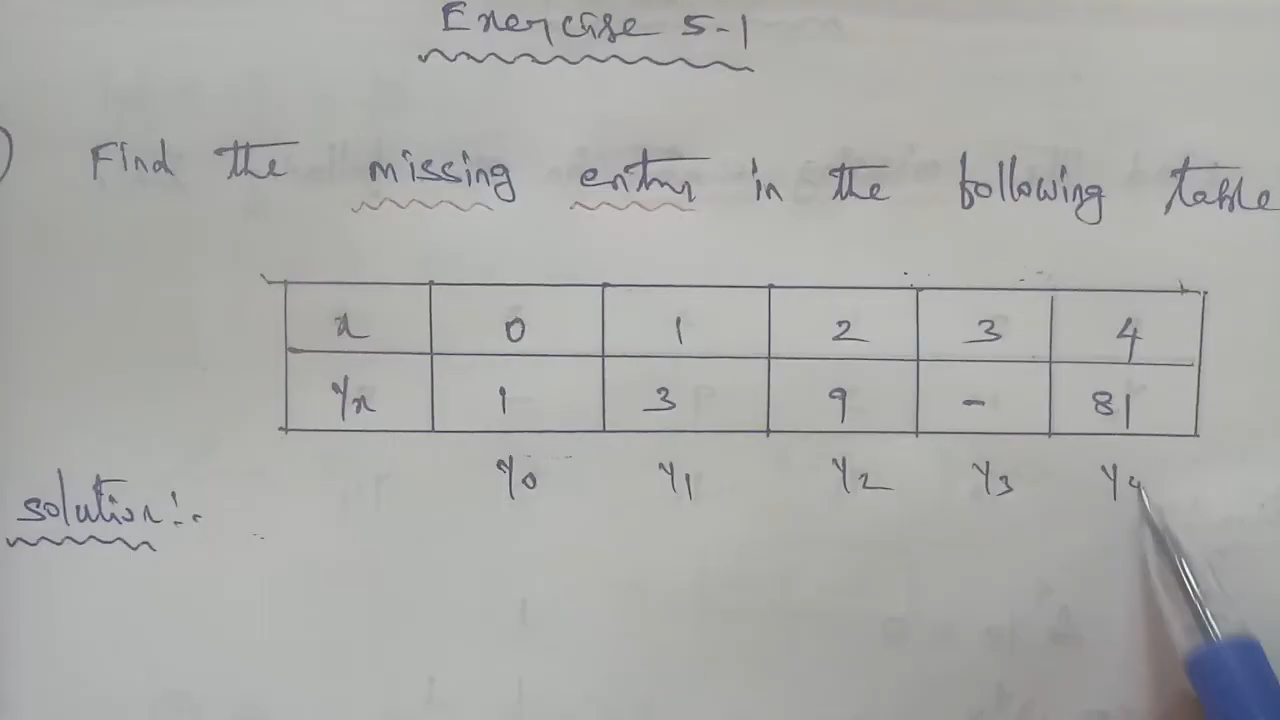 Exercise 5-1
) Find the missing entry in the following table
x 0 1 2 3 4
yx 1 3 9 - 81
y0 y1 y2 y3 y4
solution:-